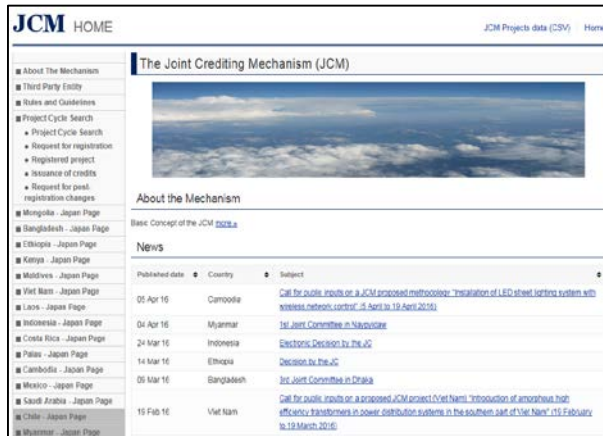 JCM HOME
JCM Projects data (CSV) Home
About The Mechanism
Third Party Entity
Rules and Guidelines
Project Cycle Search
Project Cycle Search
Request for registration
Registered project
Issuance of credits
Request for post
registration changes
Mongolia - Japan Page
Bangladesh - Japan Page
Ethiopia - Japan Page
Kenya - Japan Page
Maldives - Japan Page
Viet Nam - Japan Page
Laos - Japan Page
Indonesia - Japan Page
Costa Rica - Japan Page
Palau - Japan Page
Cambodia - Japan Page
Mexico - Japan Page
Saudi Arabia - Japan Page
Chile - Japan Page
Myanmar - Japan Page
The Joint Crediting Mechanism (JCM)
About the Mechanism
Basic Concept of the JCM more »
News
Published date Country Subject
05 Apr 16 Cambodia Call for public inputs on a JCM proposed methodology "Installation of LED street lighting system with
wireless network control" (5 April to 19 April 2016)
04 Apr 16 Myanmar 1st Joint Committee in Naypyidaw
24 Mar 16 Indonesia Electronic Decision by the JC
14 Mar 16 Ethiopia Decision by the JC
09 Mar 16 Bangladesh 3rd Joint Committee in Dhaka
19 Feb 16 Viet Nam Call for public inputs on a proposed JCM project (Viet Nam) "Introduction of amorphous high
efficiency transformers in power distribution systems in the southern part of Viet Nam" (19 February
to 19 March 2016)